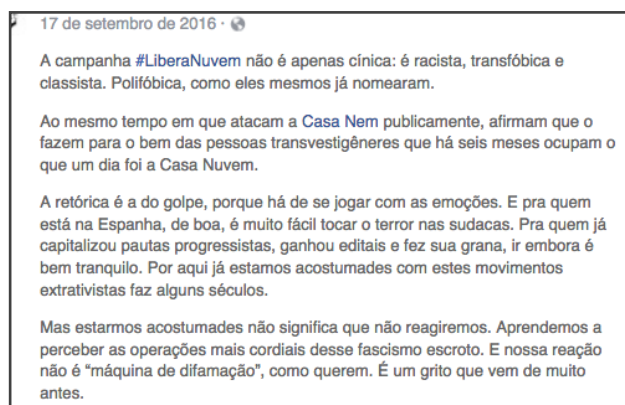 17 de setembro de 2016 ·
A campanha #LiberaNuvem não é apenas cínica: é racista, transfóbica e
classista. Polifóbica, como eles mesmos já nomearam.
Ao mesmo tempo em que atacam a Casa Nem publicamente, afirmam que o
fazem para o bem das pessoas transvestigêneres que há seis meses ocupam o
que um dia foi a Casa Nuvem.
A retórica é a do golpe, porque há de se jogar com as emoções. E pra quem
está na Espanha, de boa, é muito fácil tocar o terror nas sudacas. Pra quem já
capitalizou pautas progressistas, ganhou editais e fez sua grana, ir embora é
bem tranquilo. Por aqui já estamos acostumades com estes movimentos
extrativistas faz alguns séculos.
Mas estarmos acostumades não significa que não reagiremos. Aprendemos a
perceber as operações mais cordiais desse fascismo escroto. E nossa reação
não é “máquina de difamação”, como querem. É um grito que vem de muito
antes.